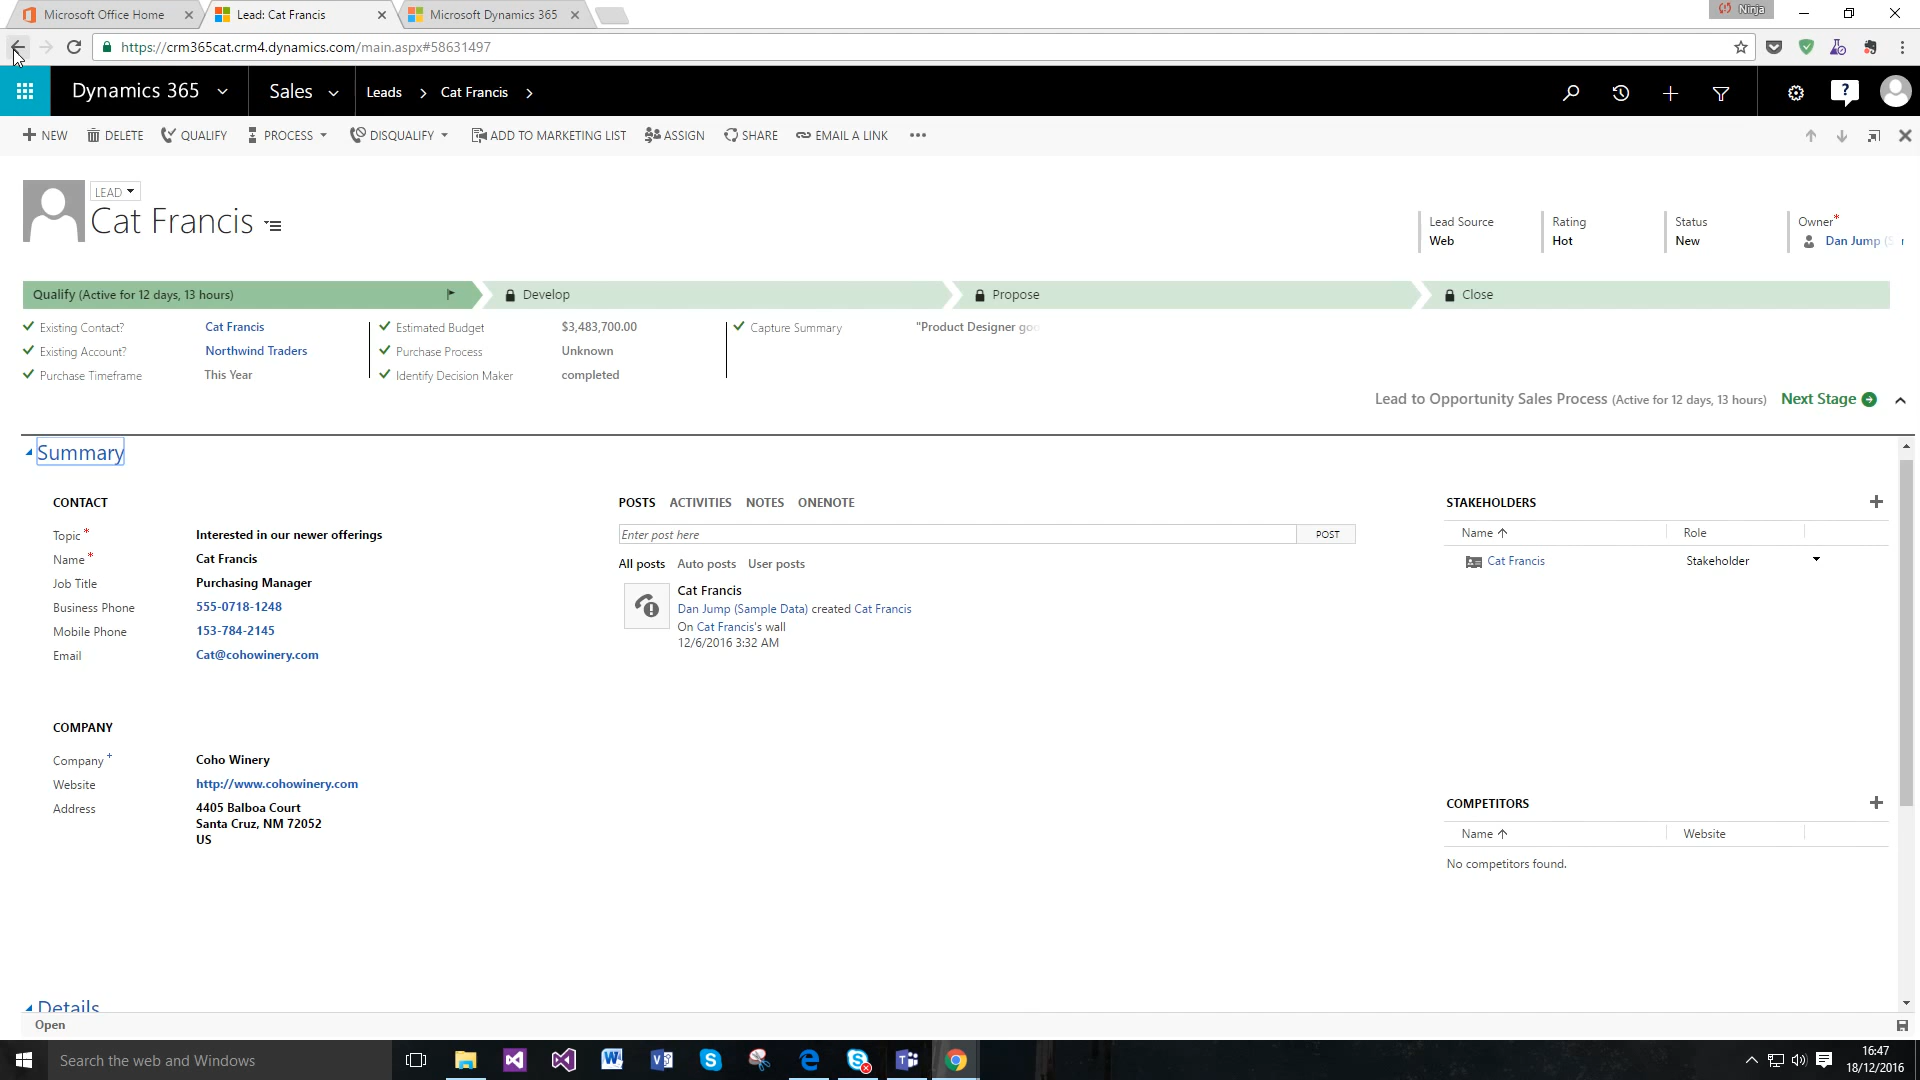 Microsoft Office Home
Lead: Cat Francis
Microsoft Dynamics 365
Ninja
https://crm365cat.crm4.dynamics.com/main.aspx#58631497
Dynamics 365
Sales
Leads > Cat Francis >
NEW
DELETE
QUALIFY
PROCESS
DISQUALIFY
ADD TO MARKETING LIST
ASSIGN
SHARE
EMAIL A LINK
LEAD
Cat Francis
Lead Source
Web
Rating
Hot
Status
New
Owner*
Dan Jump
Qualify (Active for 12 days, 13 hours)
Develop
Propose
Close
Existing Contact? Cat Francis
Existing Account? Northwind Traders
Purchase Timeframe This Year
Estimated Budget $3,483,700.00
Purchase Process Unknown
Identify Decision Maker completed
Capture Summary "Product Designer
Lead to Opportunity Sales Process (Active for 12 days, 13 hours) Next Stage
Summary
CONTACT
Topic* Interested in our newer offerings
Name* Cat Francis
Job Title Purchasing Manager
Business Phone 555-0718-1248
Mobile Phone 153-784-2145
Email Cat@cohowinery.com
COMPANY
Company+ Coho Winery
Website http://www.cohowinery.com
Address 4405 Balboa Court
Santa Cruz, NM 72052
US
POSTS ACTIVITIES NOTES ONENOTE
Enter post here POST
All posts Auto posts User posts
Cat Francis
Dan Jump (Sample Data) created Cat Francis
On Cat Francis's wall
12/6/2016 3:32 AM
STAKEHOLDERS
Name Role
Cat Francis Stakeholder
COMPETITORS
Name Website
No competitors found.
Details
Open
Search the web and Windows
16:47
18/12/2016